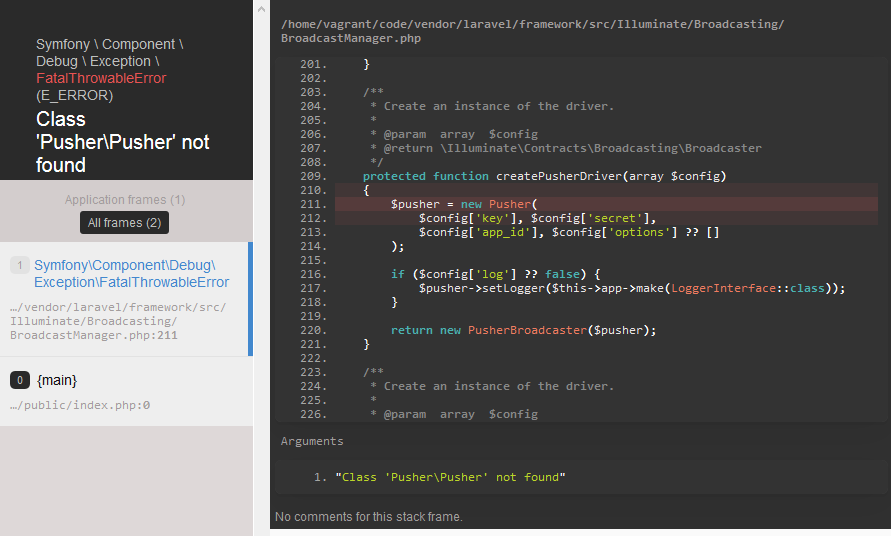 Symfony \ Component \
Debug \ Exception \
FatalThrowableError
(E_ERROR)
Class
'Pusher\Pusher' not
found
Application frames (1)
All frames (2)
1 Symfony\Component\Debug\
Exception\FatalThrowableError
…/vendor/laravel/framework/src/
Illuminate/Broadcasting/
BroadcastManager.php:211
0 {main}
…/public/index.php:0
/home/vagrant/code/vendor/laravel/framework/src/Illuminate/Broadcasting/
BroadcastManager.php
201.     }
202.
203.     /**
204.      * Create an instance of the driver.
205.      *
206.      * @param  array  $config
207.      * @return \Illuminate\Contracts\Broadcasting\Broadcaster
208.      */
209.     protected function createPusherDriver(array $config)
210.     {
211.         $pusher = new Pusher(
212.             $config['key'], $config['secret'],
213.             $config['app_id'], $config['options'] ?? []
214.         );
215.
216.         if ($config['log'] ?? false) {
217.             $pusher->setLogger($this->app->make(LoggerInterface::class));
218.         }
219.
220.         return new PusherBroadcaster($pusher);
221.     }
222.
223.     /**
224.      * Create an instance of the driver.
225.      *
226.      * @param  array  $config
Arguments
1. "Class 'Pusher\Pusher' not found"
No comments for this stack frame.